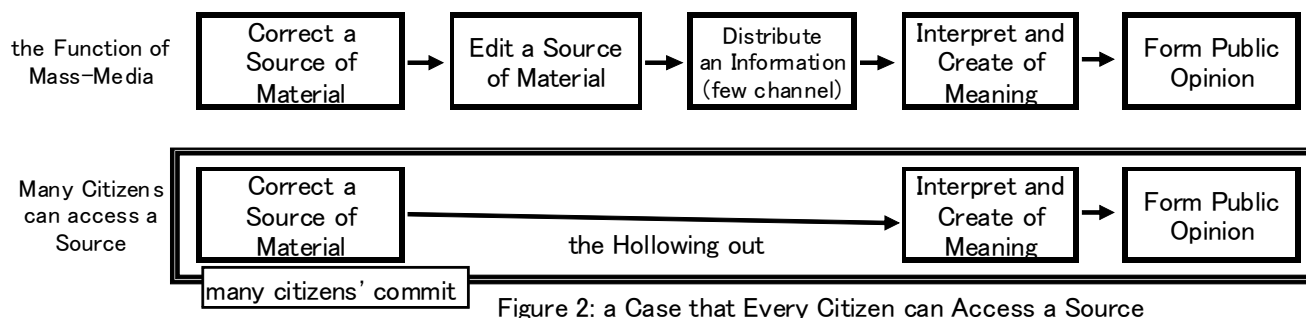 the Function of
Mass-Media
Correct a
Source of
Material
Edit a Source
of Material
Distribute
an Information
(few channel)
Interpret and
Create of
Meaning
Form Public
Opinion
Many Citizens
can access a
Source
Correct a
Source of
Material
the Hollowing out
Interpret and
Create of
Meaning
Form Public
Opinion
many citizens' commit
Figure 2: a Case that Every Citizen can Access a Source